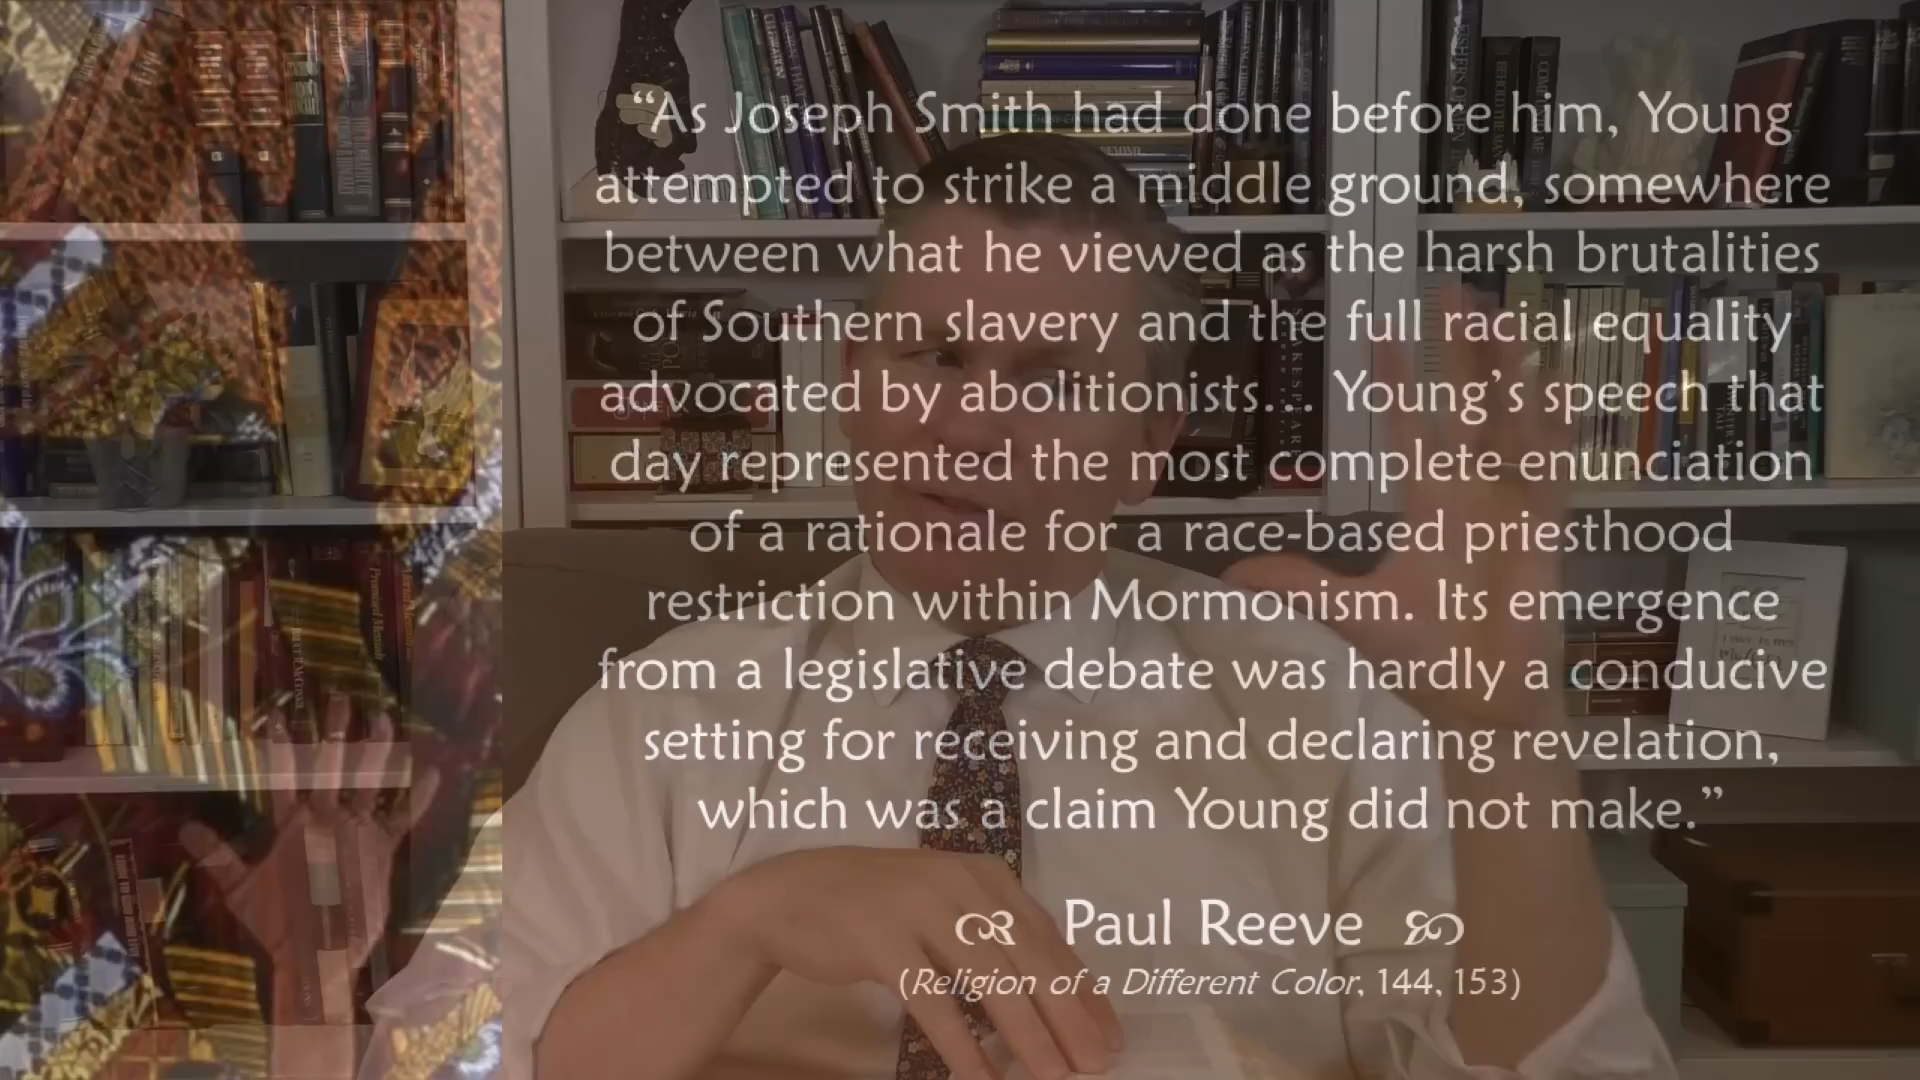 “As Joseph Smith had done before him, Young
attempted to strike a middle ground, somewhere
between what he viewed as the harsh brutalities
of Southern slavery and the full racial equality
advocated by abolitionists… Young’s speech that
day represented the most complete enunciation
of a rationale for a race-based priesthood
restriction within Mormonism. Its emergence
from a legislative debate was hardly a conducive
setting for receiving and declaring revelation,
which was a claim Young did not make.”
Paul Reeve
(Religion of a Different Color, 144, 153)
SHAKESPEARE